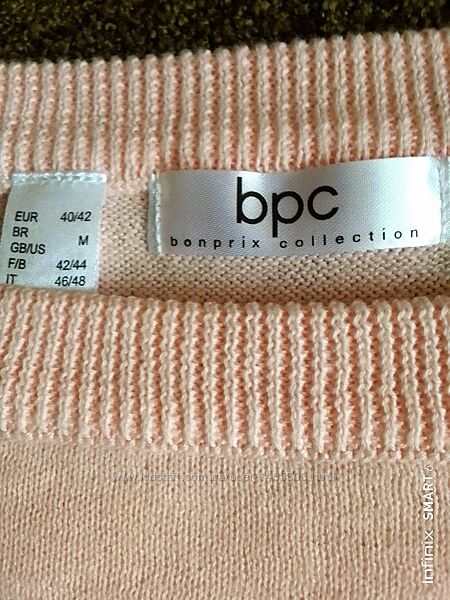 EUR 40/42
BR
GB/US M
F/B 42/44
IT 46/48
bpc
bonprix collection
Infinix SMART 6